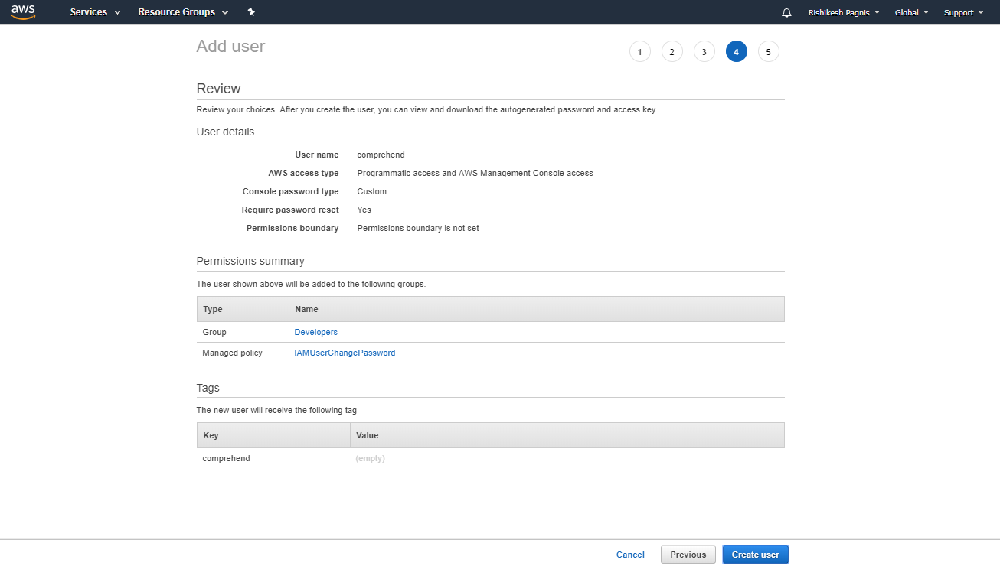 aws Services Resource Groups Rishikesh Pagnis Global Support
Add user
1 2 3 4 5
Review
Review your choices. After you create the user, you can view and download the autogenerated password and access key.
User details
User name comprehend
AWS access type Programmatic access and AWS Management Console access
Console password type Custom
Require password reset Yes
Permissions boundary Permissions boundary is not set
Permissions summary
The user shown above will be added to the following groups.
Type Name
Group Developers
Managed policy IAMUserChangePassword
Tags
The new user will receive the following tag
Key Value
comprehend (empty)
Cancel Previous Create user